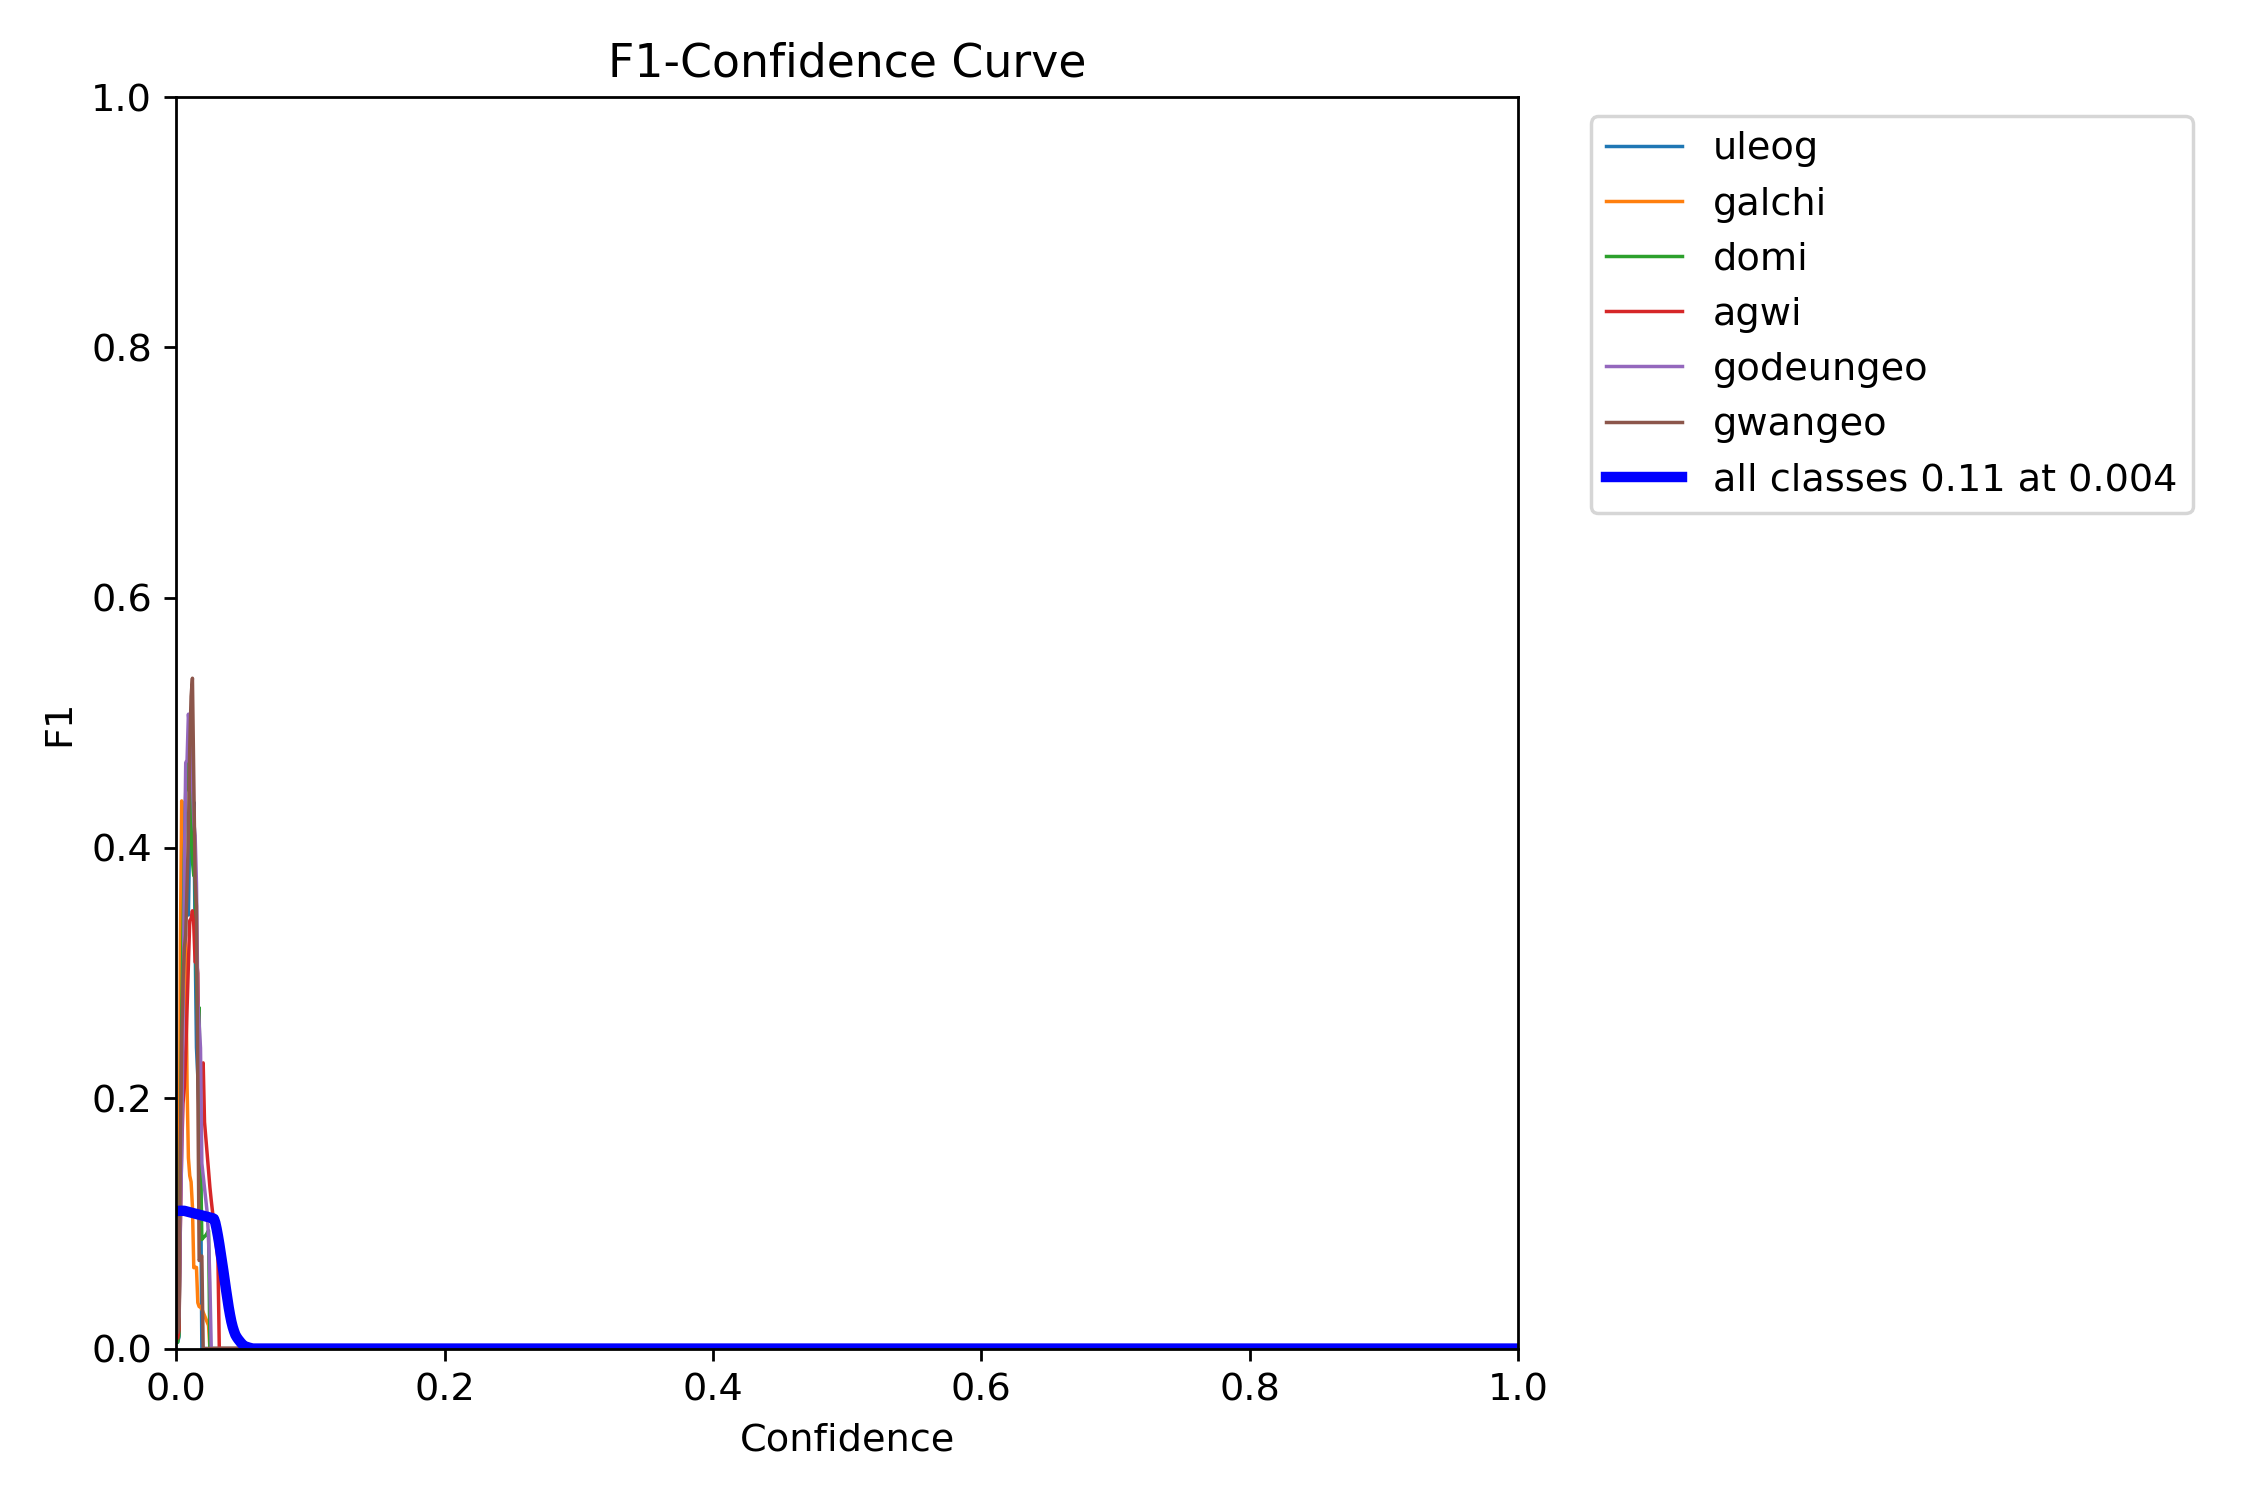 F1-Confidence Curve
1.0
0.8
0.6
0.4
0.2
0.0
F1
0.0 0.2 0.4 0.6 0.8 1.0
Confidence
uleog
galchi
domi
agwi
godeungeo
gwangeo
all classes 0.11 at 0.004